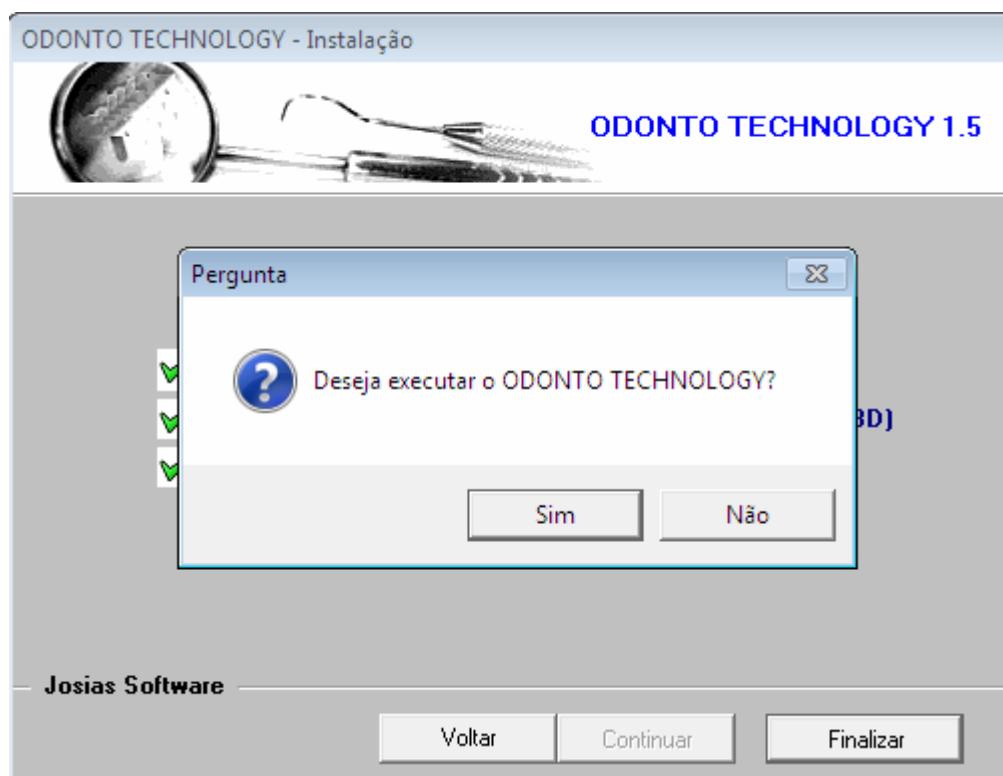 ODONTO TECHNOLOGY - Instalação
ODONTO TECHNOLOGY 1.5
Pergunta
Deseja executar o ODONTO TECHNOLOGY?
BD)
Sim Não
Josias Software
Voltar Continuar Finalizar